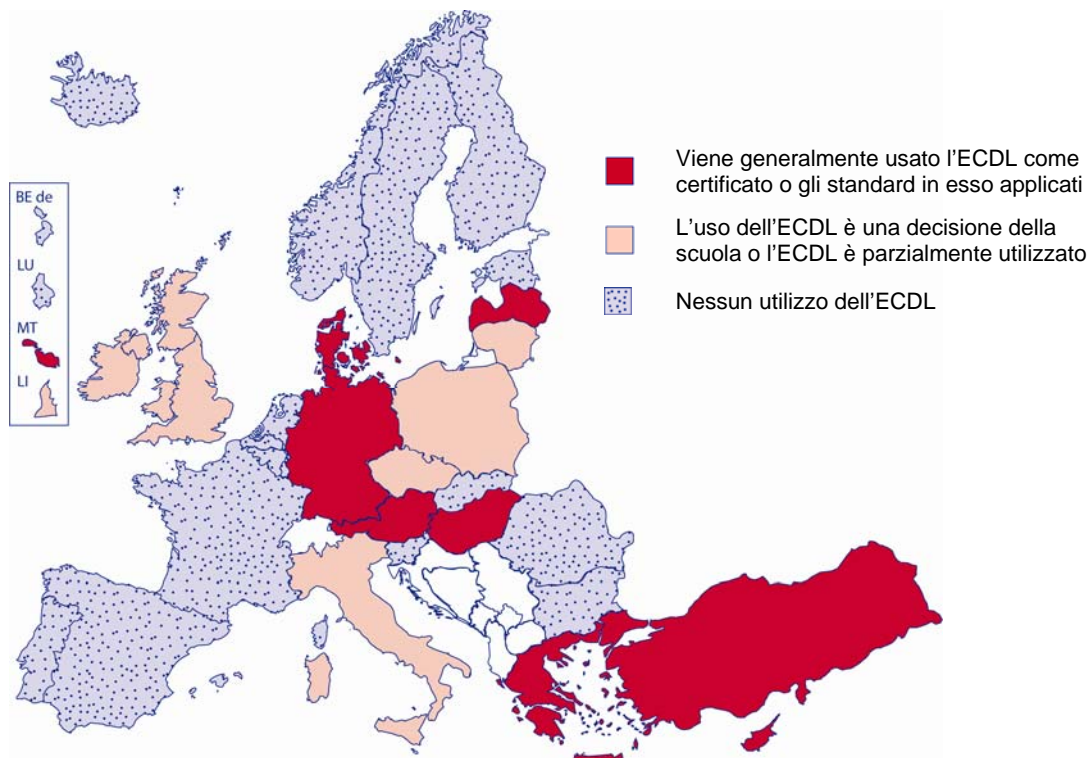 BE de
LU
MT
LI
Viene generalmente usato l’ECDL come
certificato o gli standard in esso applicati
L’uso dell’ECDL è una decisione della
scuola o l’ECDL è parzialmente utilizzato
Nessun utilizzo dell’ECDL